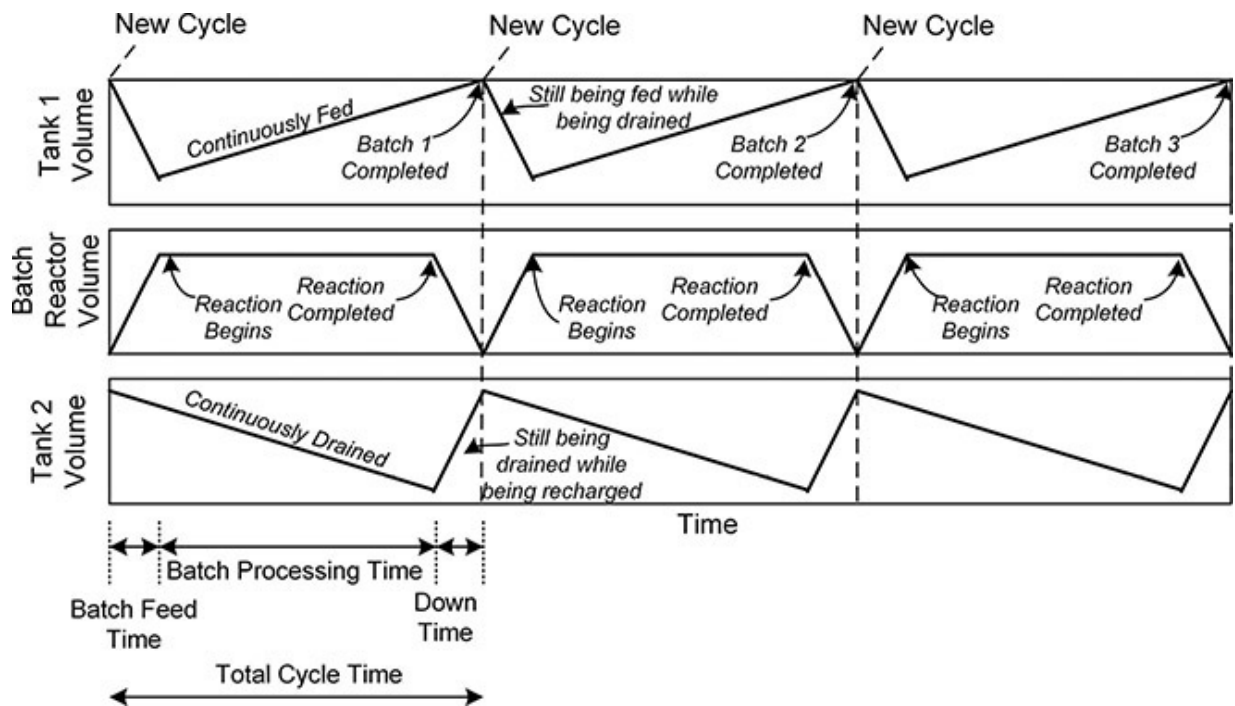 New Cycle
New Cycle
New Cycle
Tank 1
Volume
Continuously Fed
Batch 1
Completed
Still being fed while
being drained
Batch 2
Completed
Batch 3
Completed
Batch
Reactor
Volume
Reaction
Begins
Reaction
Completed
Reaction
Begins
Reaction
Completed
Reaction
Begins
Reaction
Completed
Tank 2
Volume
Continuously Drained
Still being
drained while
being recharged
Time
Batch Processing Time
Batch Feed
Time
Down
Time
Total Cycle Time